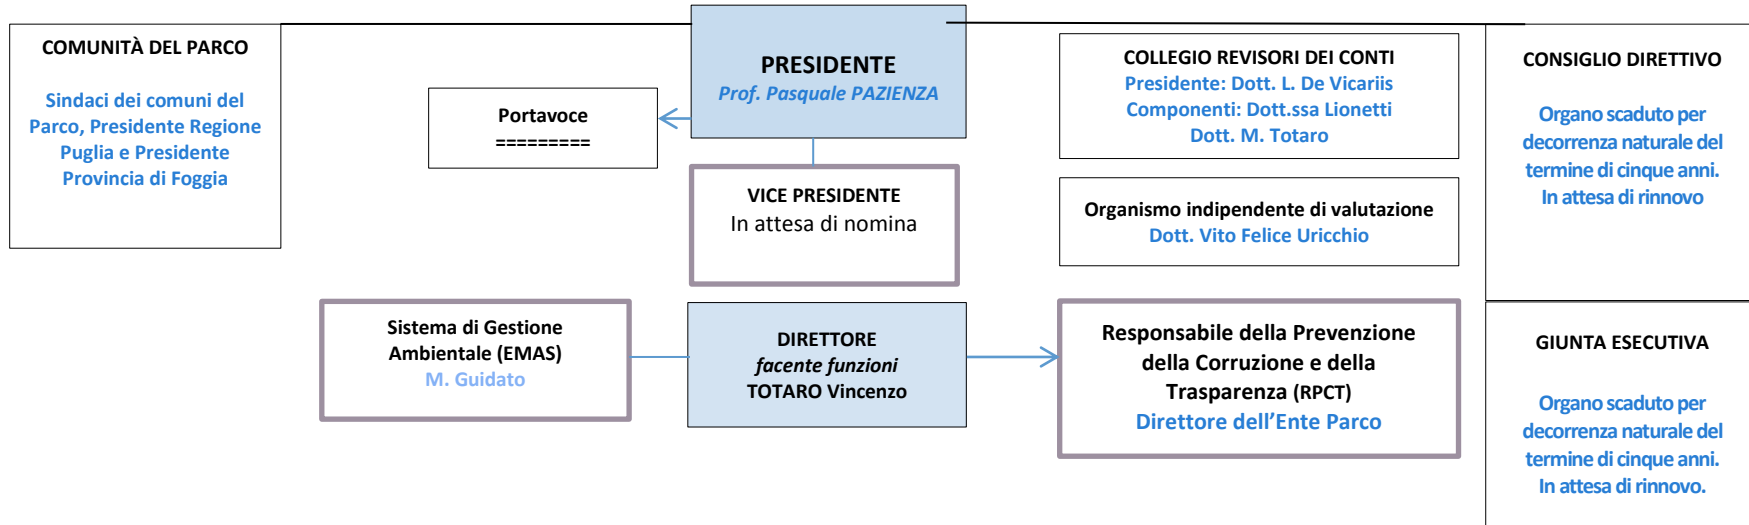 COMUNITÀ DEL PARCO
Sindaci dei comuni del
Parco, Presidente Regione
Puglia e Presidente
Provincia di Foggia
PRESIDENTE
Prof. Pasquale PAZIENZA
Portavoce
=========
VICE PRESIDENTE
In attesa di nomina
COLLEGIO REVISORI DEI CONTI
Presidente: Dott. L. De Vicariis
Componenti: Dott.ssa Lionetti
Dott. M. Totaro
Organismo indipendente di valutazione
Dott. Vito Felice Uricchio
CONSIGLIO DIRETTIVO
Organo scaduto per
decorrenza naturale del
termine di cinque anni.
In attesa di rinnovo
Sistema di Gestione
Ambientale (EMAS)
M. Guidato
DIRETTORE
facente funzioni
TOTARO Vincenzo
Responsabile della Prevenzione
della Corruzione e della
Trasparenza (RPCT)
Direttore dell’Ente Parco
GIUNTA ESECUTIVA
Organo scaduto per
decorrenza naturale del
termine di cinque anni.
In attesa di rinnovo.